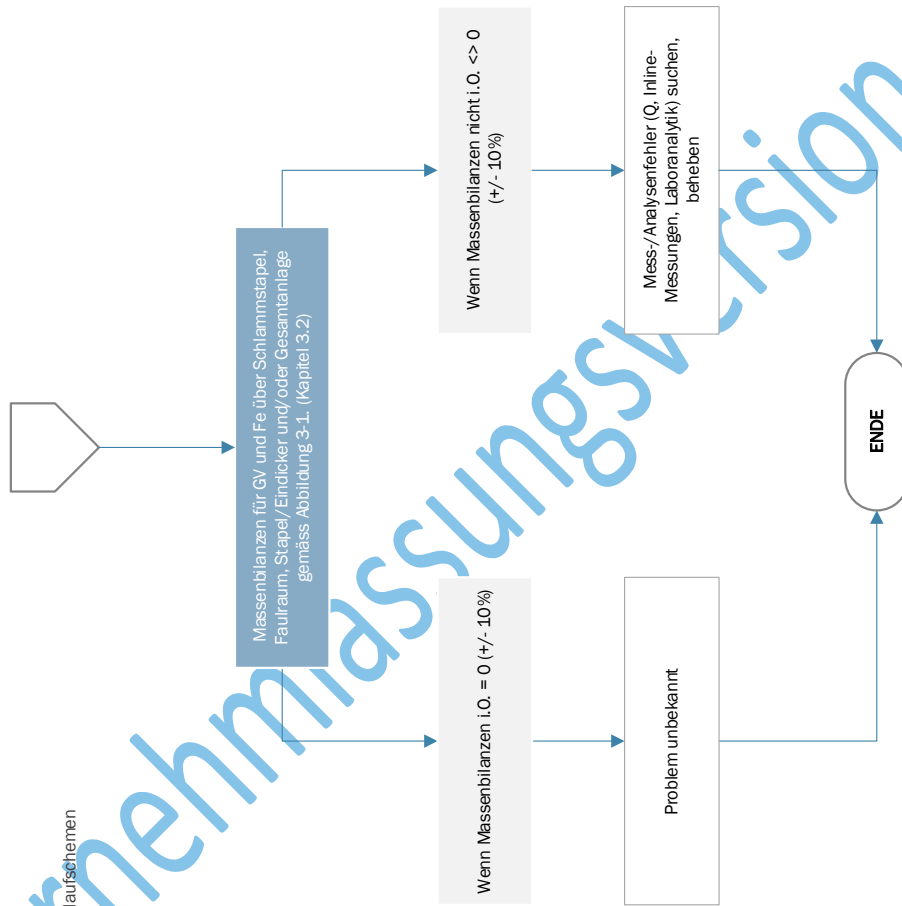 laufschemen
Massenbilanzen für GV und Fe über Schlammstapel,
Faulraum, Stapel/Eindicker und/oder Gesamtanlage
gemäss Abbildung 3-1. (Kapitel 3.2)
Wenn Massenbilanzen i.O. = 0 (+/- 10%)
Wenn Massenbilanzen nicht i.O. <> 0
(+/- 10%)
Problem unbekannt
Mess-/Analysenfehler (Q, Inline-
Messungen, Laboranalytik) suchen,
beheben
ENDE
rnehmlassungsversion